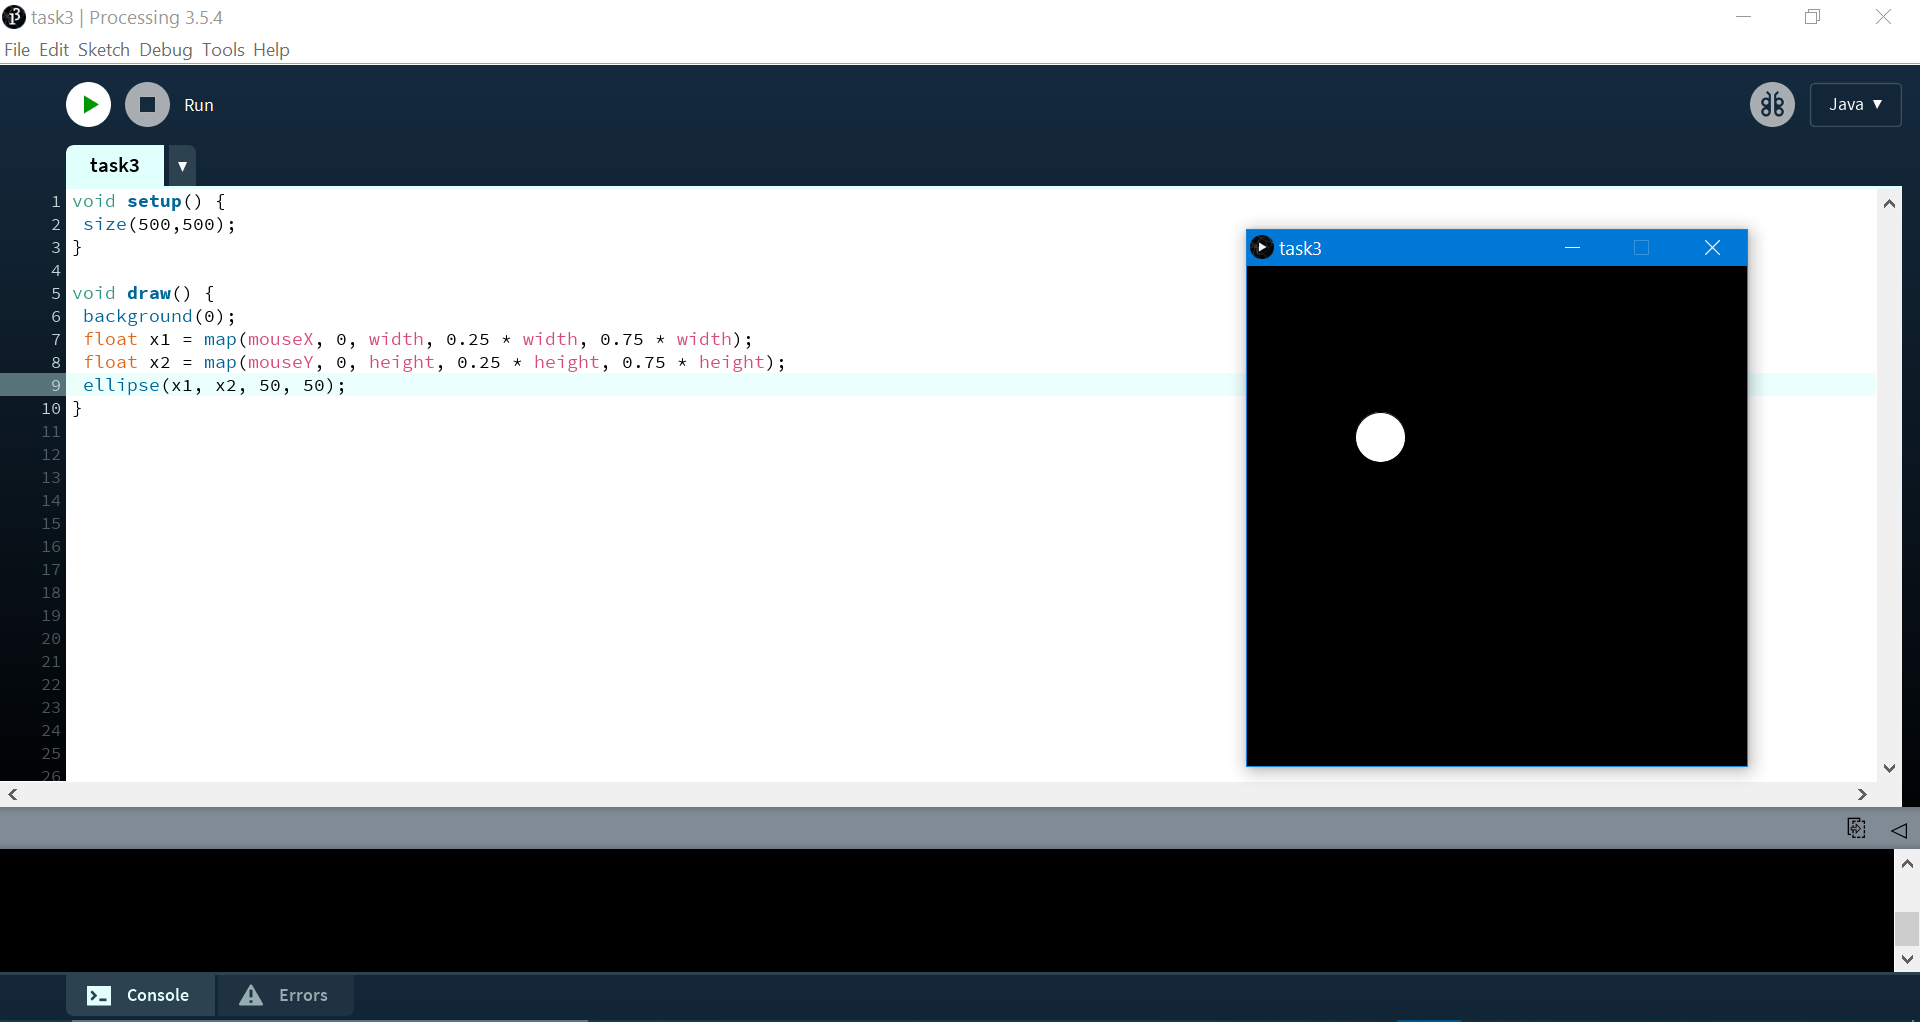 task3 | Processing 3.5.4
File Edit Sketch Debug Tools Help
Run
Java ▼
task3 ▼
1 void setup() {
2  size(500,500);
3 }
4
5 void draw() {
6  background(0);
7  float x1 = map(mouseX, 0, width, 0.25 * width, 0.75 * width);
8  float x2 = map(mouseY, 0, height, 0.25 * height, 0.75 * height);
9  ellipse(x1, x2, 50, 50);
10 }
11
12
13
14
15
16
17
18
19
20
21
22
23
24
25
26
task3
Console
Errors